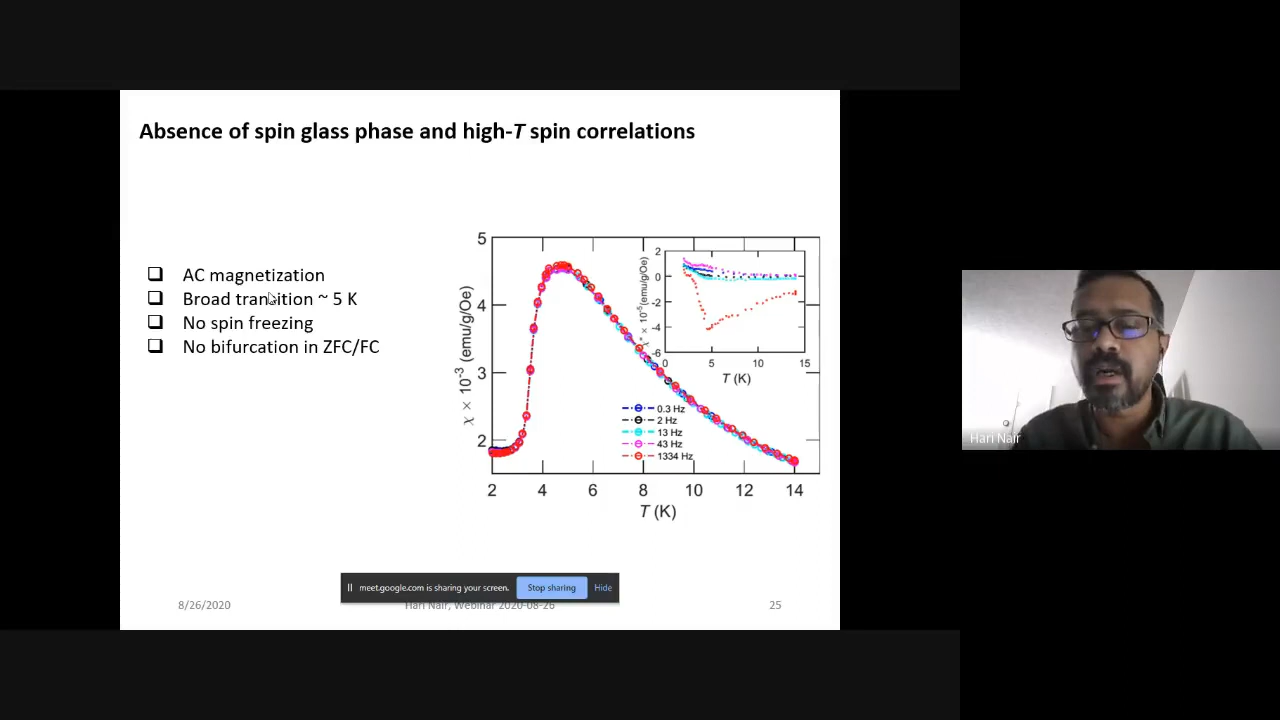 Absence of spin glass phase and high-T spin correlations
❑ AC magnetization
❑ Broad transition ~ 5 K
❑ No spin freezing
❑ No bifurcation in ZFC/FC
5
4
3
2
χ × 10⁻³ (emu/g/Oe)
2 4 6 8 10 12 14
T (K)
2
0
-2
-4
-6
χ" × 10⁻⁵ (emu/g/Oe)
0 5 10 15
T (K)
0.3 Hz
2 Hz
13 Hz
43 Hz
1334 Hz
meet.google.com is sharing your screen. Stop sharing Hide
8/26/2020 Hari Nair, Webinar 2020-08-26 25
Hari Nair